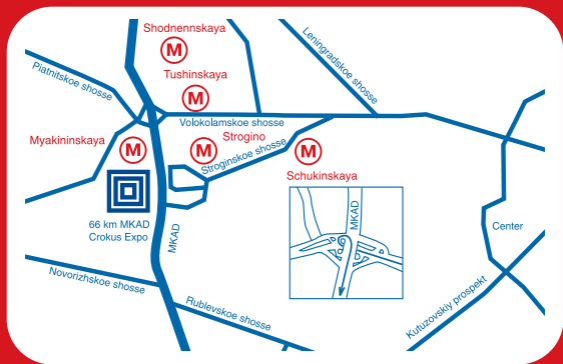 Shodnennskaya
M
Leningradskoe shosse
Tushinskaya
M
Piatnitskoe shosse
Volokolamskoe shosse
Myakininskaya
M
M
Strogino
Stroginskoe shosse
M
Schukinskaya
66 km MKAD
Crokus Expo
MKAD
MKAD
Center
Novorizhskoe shosse
Rublevskoe shosse
Kutuzovskiy prospekt